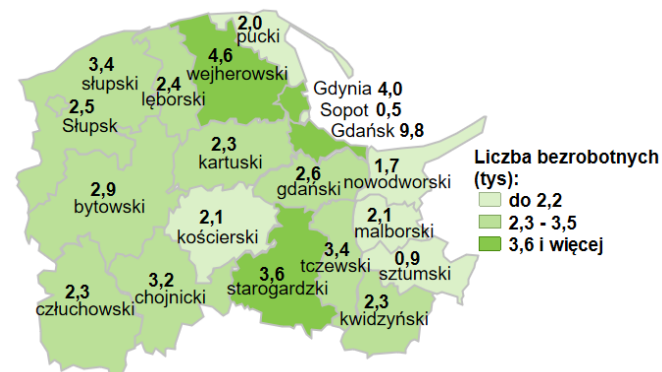 2,0
pucki
3,4
słupski
2,4
lęborski
4,6
wejherowski
Gdynia 4,0
Sopot 0,5
Gdańsk 9,8
2,5
Słupsk
2,3
kartuski
2,6
gdański
1,7
nowodworski
2,9
bytowski
2,1
kościerski
2,1
malborski
3,4
tczewski
0,9
sztumski
2,3
człuchowski
3,2
chojnicki
3,6
starogardzki
2,3
kwidzyński
Liczba bezrobotnych
(tys):
do 2,2
2,3 - 3,5
3,6 i więcej